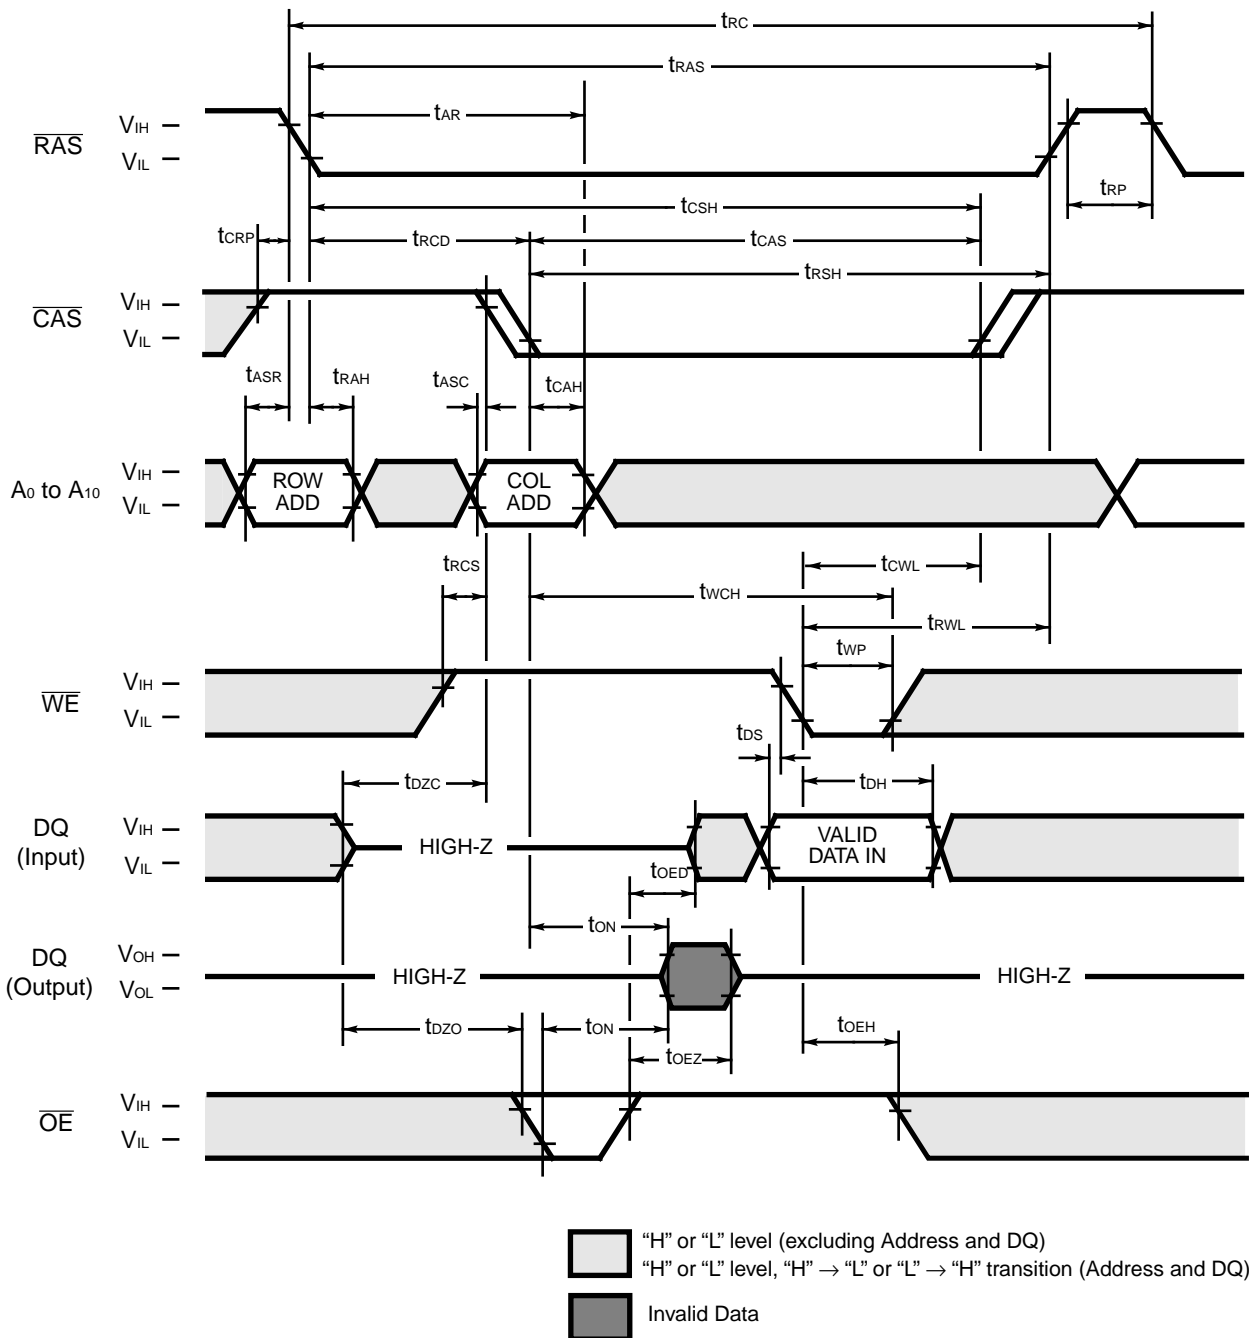 tRC
tRAS
tAR
RAS
VIH
VIL
tRP
tCSH
tCRP
tRCD
tCAS
tRSH
CAS
VIH
VIL
tASR
tRAH
tASC
tCAH
A0 to A10
VIH
VIL
ROW
ADD
COL
ADD
tRCS
tCWL
tWCH
tRWL
tWP
WE
VIH
VIL
tDS
tDZC
tDH
DQ
(Input)
VIH
VIL
HIGH-Z
VALID
DATA IN
tOED
tON
DQ
(Output)
VOH
VOL
HIGH-Z
HIGH-Z
tDZO
tON
tOEZ
tOEH
OE
VIH
VIL
“H” or “L” level (excluding Address and DQ)
“H” or “L” level, “H” → “L” or “L” → “H” transition (Address and DQ)
Invalid Data